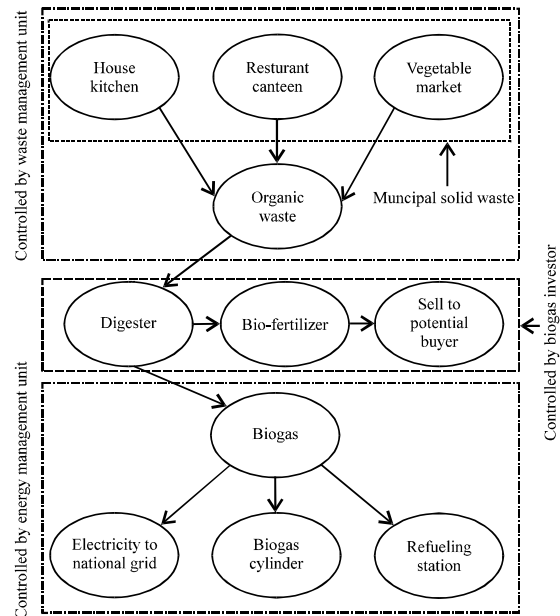 Controlled by waste management unit
House
kitchen
Resturant
canteen
Vegetable
market
Organic
waste
Muncipal solid waste
Digester
Bio-fertilizer
Sell to
potential
buyer
Controlled by biogas investor
Controlled by energy management unit
Biogas
Electricity to
national grid
Biogas
cylinder
Refueling
station